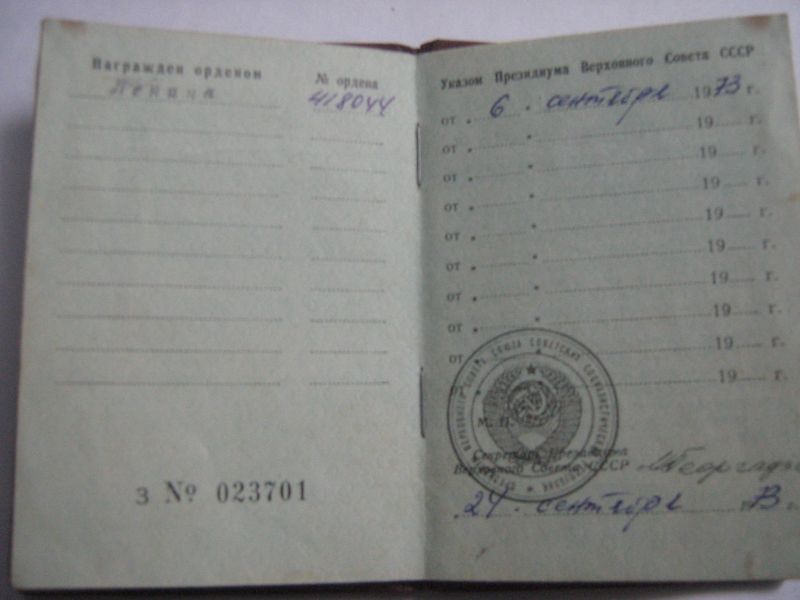 Награжден орденом
№ ордена
Ленина
418044
З № 023701
Указом Президиума Верховного Совета СССР
от „ 6 " сентября 1973 г.
от „ " 19 г.
от „ " 19 г.
от „ " 19 г.
от „ " 19 г.
от „ " 19 г.
от „ " 19 г.
от „ " 19 г.
от „ " 19 г.
19 г.
М. П.
Секретарь Президиума
Верховного Совета СССР
24 сентября 73 г.